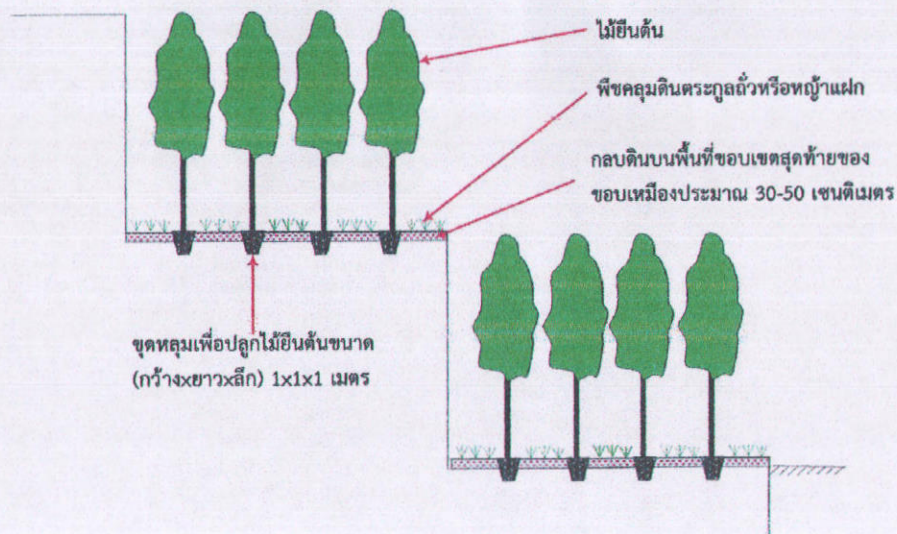 ไม้ยืนต้น
พืชคลุมดินตระกูลถั่วหรือหญ้าแฝก
กลบดินบนพื้นที่ขอบเขตสุดท้ายของ
ขอบเหมืองประมาณ 30-50 เซนติเมตร
ขุดหลุมเพื่อปลูกไม้ยืนต้นขนาด
(กว้างxยาวxลึก) 1x1x1 เมตร